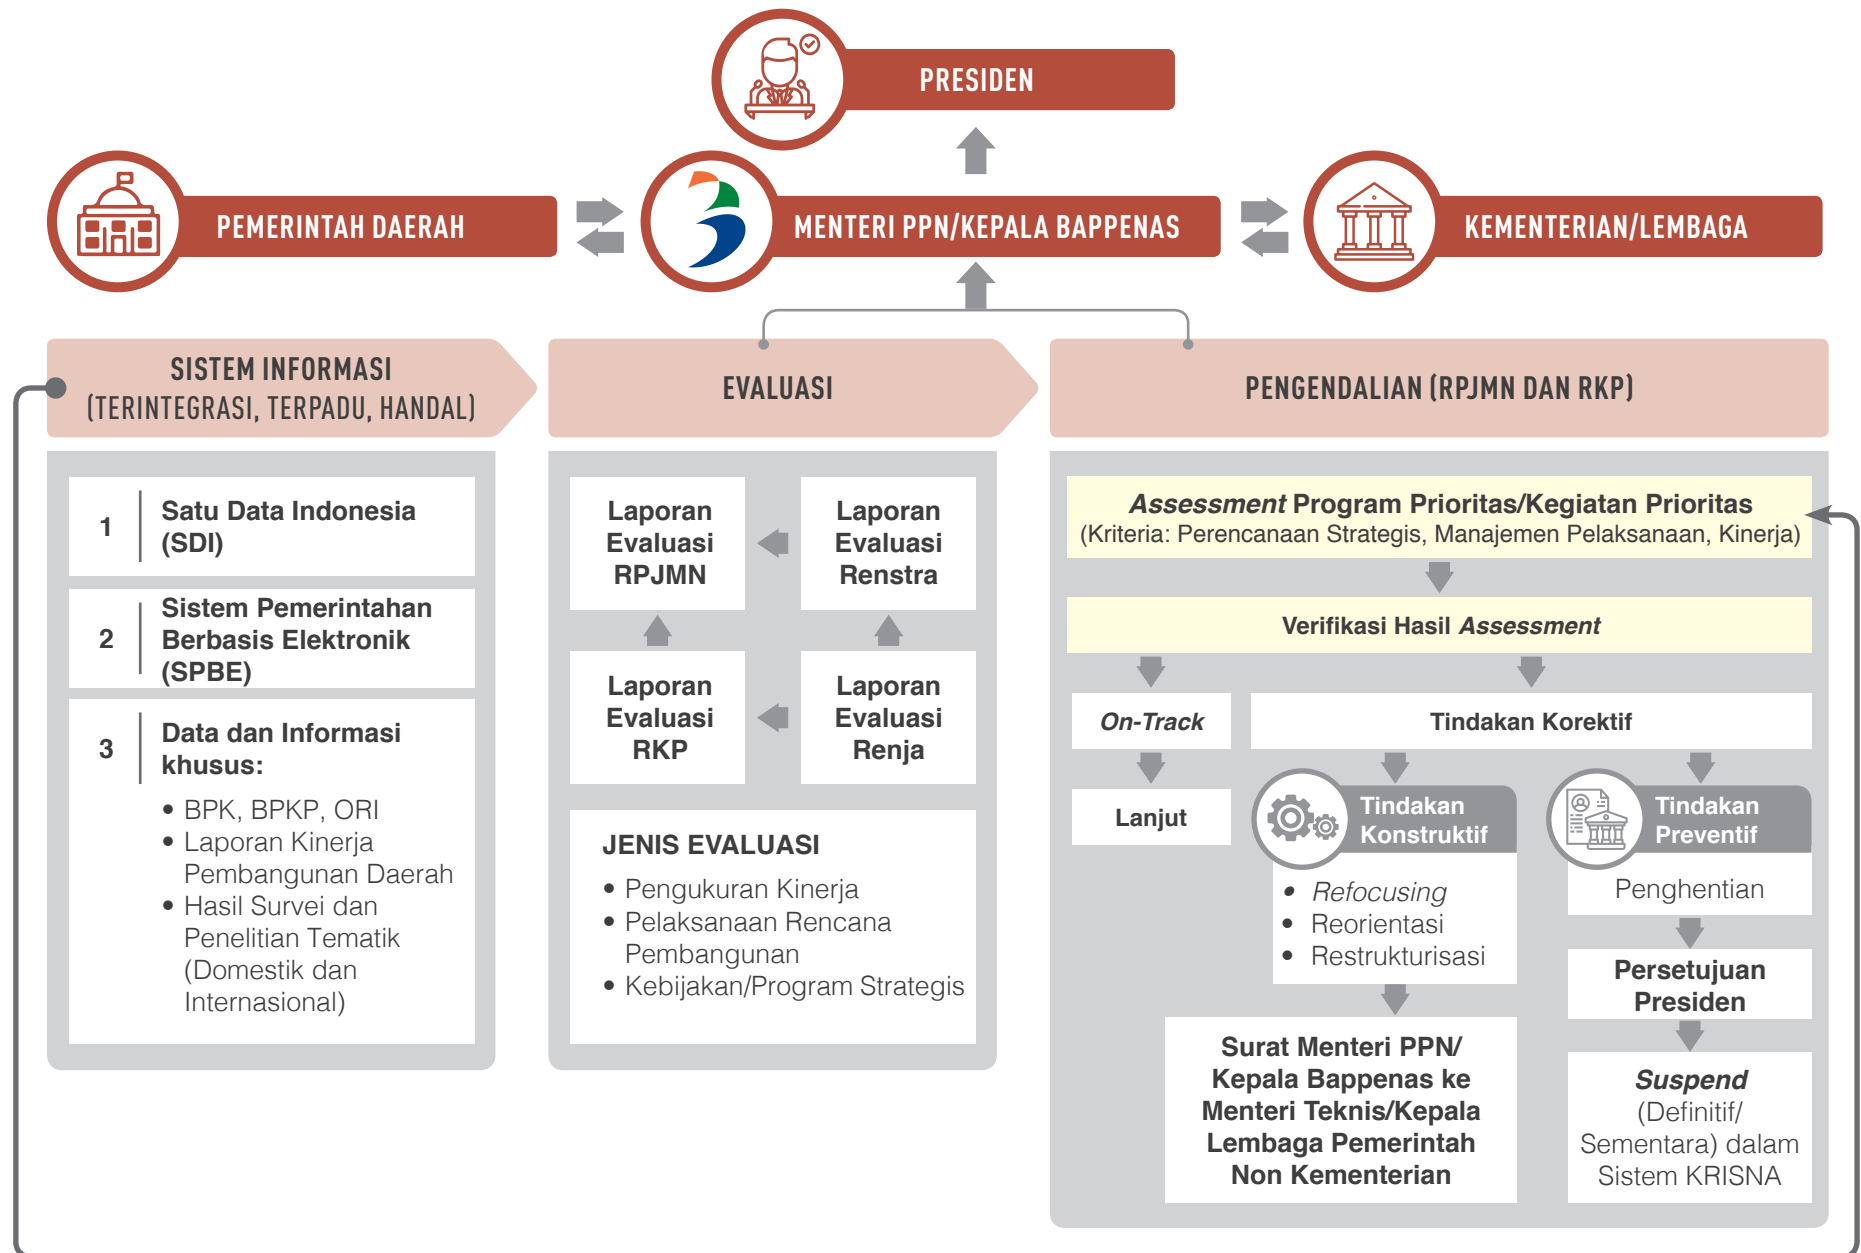 PRESIDEN
PEMERINTAH DAERAH
MENTERI PPN/KEPALA BAPPENAS
KEMENTERIAN/LEMBAGA
SISTEM INFORMASI
(TERINTEGRASI, TERPADU, HANDAL)
1
Satu Data Indonesia
(SDI)
2
Sistem Pemerintahan
Berbasis Elektronik
(SPBE)
3
Data dan Informasi
khusus:
• BPK, BPKP, ORI
• Laporan Kinerja
Pembangunan Daerah
• Hasil Survei dan
Penelitian Tematik
(Domestik dan
Internasional)
EVALUASI
Laporan
Evaluasi
RPJMN
Laporan
Evaluasi
Renstra
Laporan
Evaluasi
RKP
Laporan
Evaluasi
Renja
JENIS EVALUASI
• Pengukuran Kinerja
• Pelaksanaan Rencana
Pembangunan
• Kebijakan/Program Strategis
PENGENDALIAN (RPJMN DAN RKP)
Assessment Program Prioritas/Kegiatan Prioritas
(Kriteria: Perencanaan Strategis, Manajemen Pelaksanaan, Kinerja)
Verifikasi Hasil Assessment
On-Track
Lanjut
Tindakan Korektif
Tindakan
Konstruktif
• Refocusing
• Reorientasi
• Restrukturisasi
Surat Menteri PPN/
Kepala Bappenas ke
Menteri Teknis/Kepala
Lembaga Pemerintah
Non Kementerian
Tindakan
Preventif
Penghentian
Persetujuan
Presiden
Suspend
(Definitif/
Sementara) dalam
Sistem KRISNA